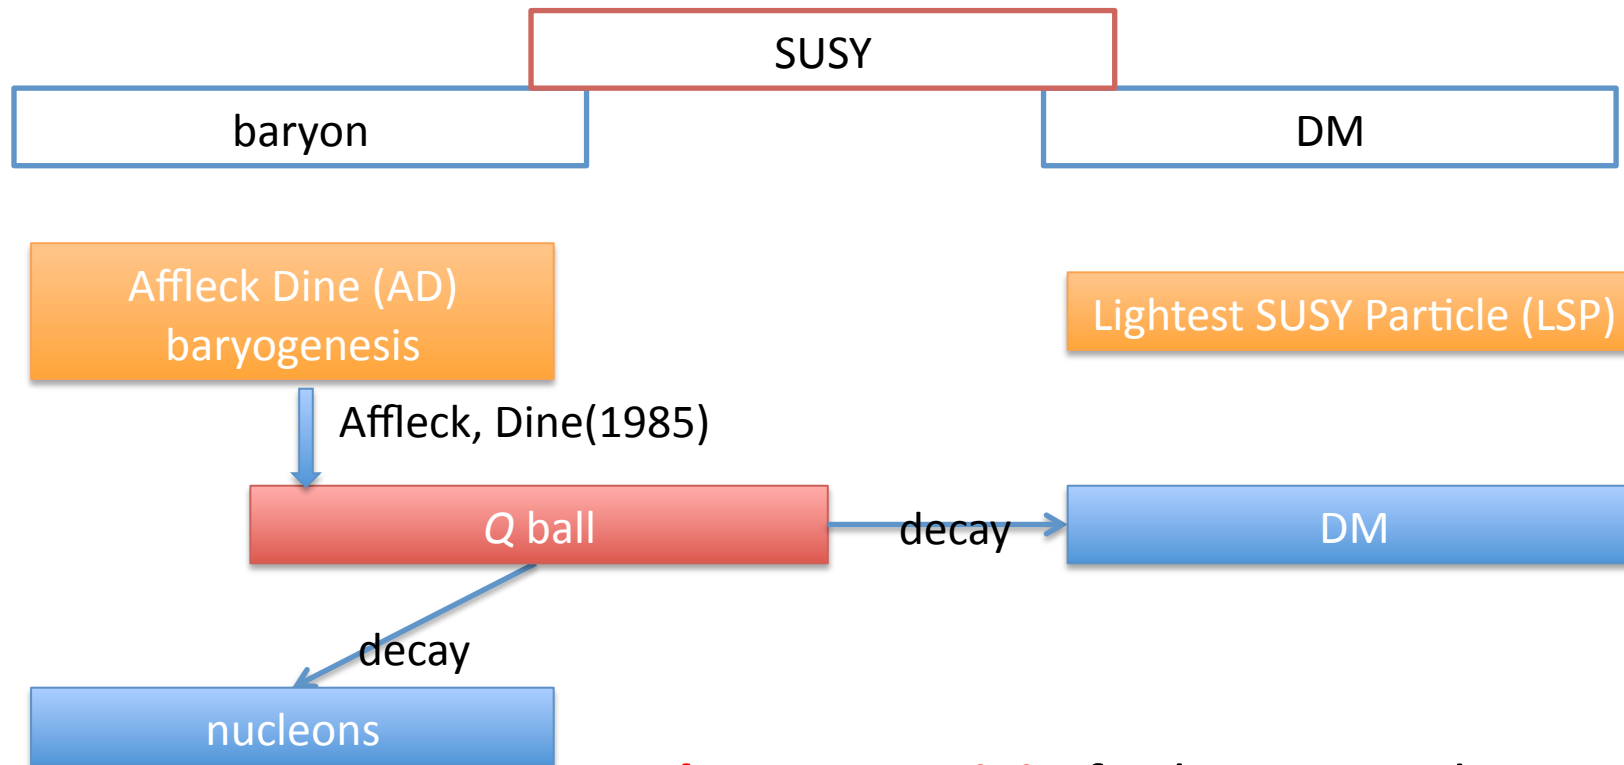 SUSY
baryon
DM
Affleck Dine (AD)
baryogenesis
Lightest SUSY Particle (LSP)
Affleck, Dine(1985)
Q ball
decay
DM
decay
nucleons